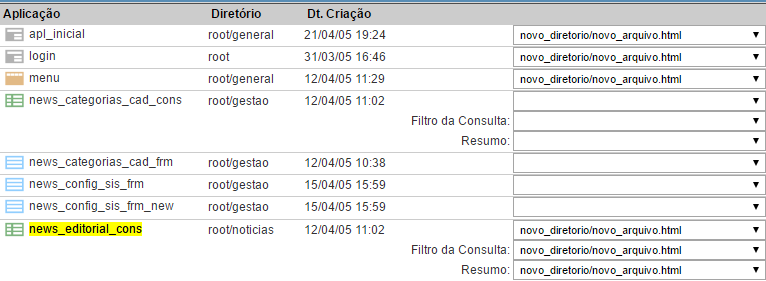 Aplicação Diretório Dt. Criação
apl_inicial root/general 21/04/05 19:24 novo_diretorio/novo_arquivo.html
login root 31/03/05 16:46 novo_diretorio/novo_arquivo.html
menu root/general 12/04/05 11:29 novo_diretorio/novo_arquivo.html
news_categorias_cad_cons root/gestao 12/04/05 11:02
Filtro da Consulta:
Resumo:
news_categorias_cad_frm root/gestao 12/04/05 10:38
news_config_sis_frm root/gestao 15/04/05 15:59
news_config_sis_frm_new root/gestao 15/04/05 15:59
news_editorial_cons root/noticias 12/04/05 11:02 novo_diretorio/novo_arquivo.html
Filtro da Consulta: novo_diretorio/novo_arquivo.html
Resumo: novo_diretorio/novo_arquivo.html